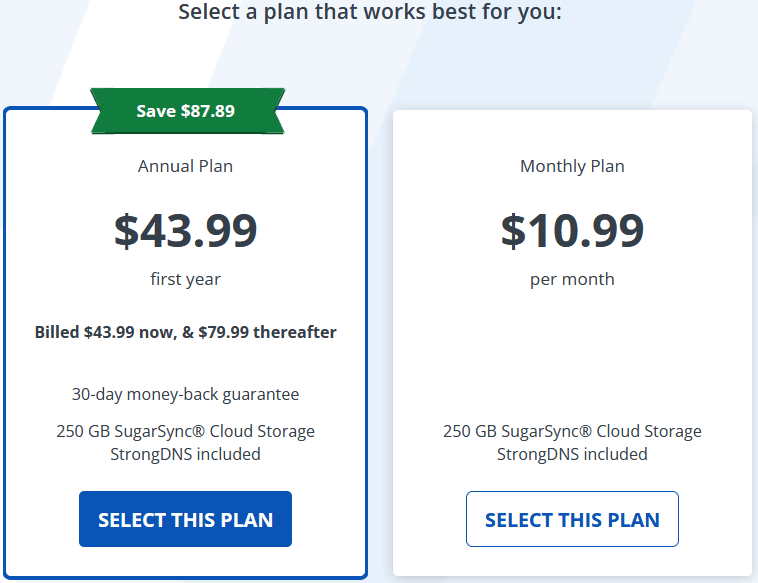 Select a plan that works best for you:
Save $87.89
Annual Plan
$43.99
first year
Billed $43.99 now, & $79.99 thereafter
30-day money-back guarantee
250 GB SugarSync® Cloud Storage
StrongDNS included
SELECT THIS PLAN
Monthly Plan
$10.99
per month
250 GB SugarSync® Cloud Storage
StrongDNS included
SELECT THIS PLAN